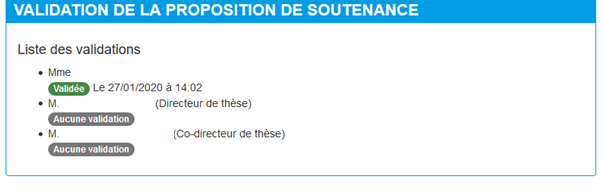 VALIDATION DE LA PROPOSITION DE SOUTENANCE
Liste des validations
• Mme
Validée Le 27/01/2020 à 14:02
• M. (Directeur de thèse)
Aucune validation
• M. (Co-directeur de thèse)
Aucune validation